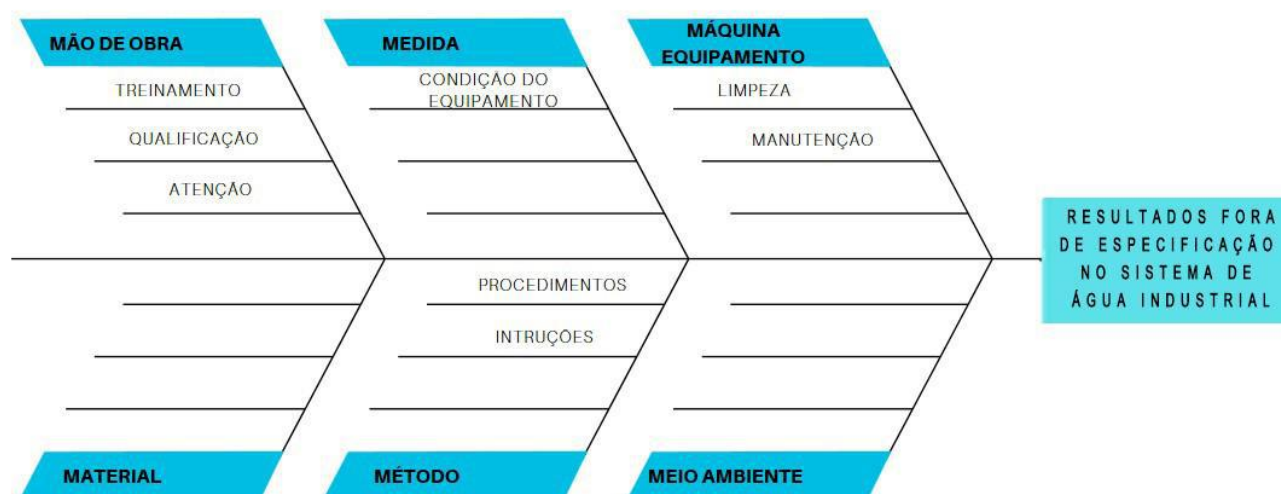 MÃO DE OBRA
TREINAMENTO
QUALIFICAÇÃO
ATENÇÃO
MEDIDA
CONDIÇÃO DO
EQUIPAMENTO
MÁQUINA
EQUIPAMENTO
LIMPEZA
MANUTENÇÃO
RESULTADOS FORA
DE ESPECIFICAÇÃO
NO SISTEMA DE
ÁGUA INDUSTRIAL
PROCEDIMENTOS
INTRUÇÕES
MATERIAL
MÉTODO
MEIO AMBIENTE